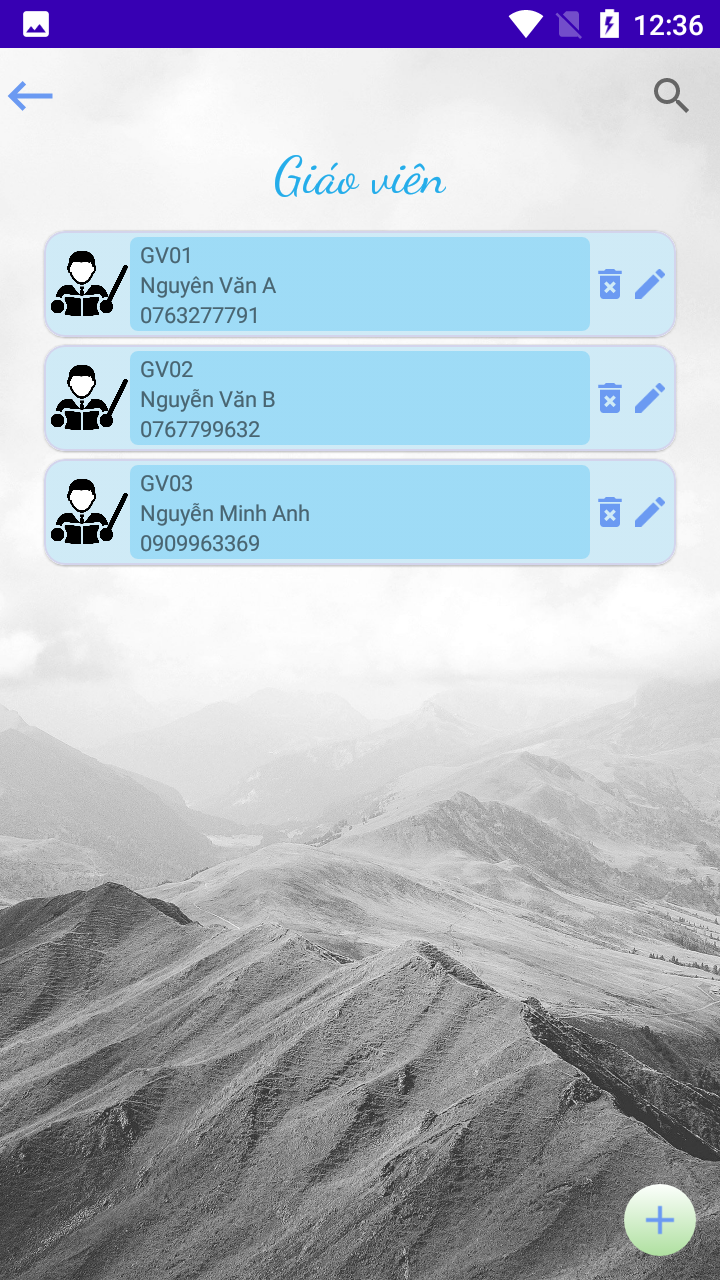 12:36
Giáo viên
GV01
Nguyên Văn A
0763277791
GV02
Nguyễn Văn B
0767799632
GV03
Nguyễn Minh Anh
0909963369